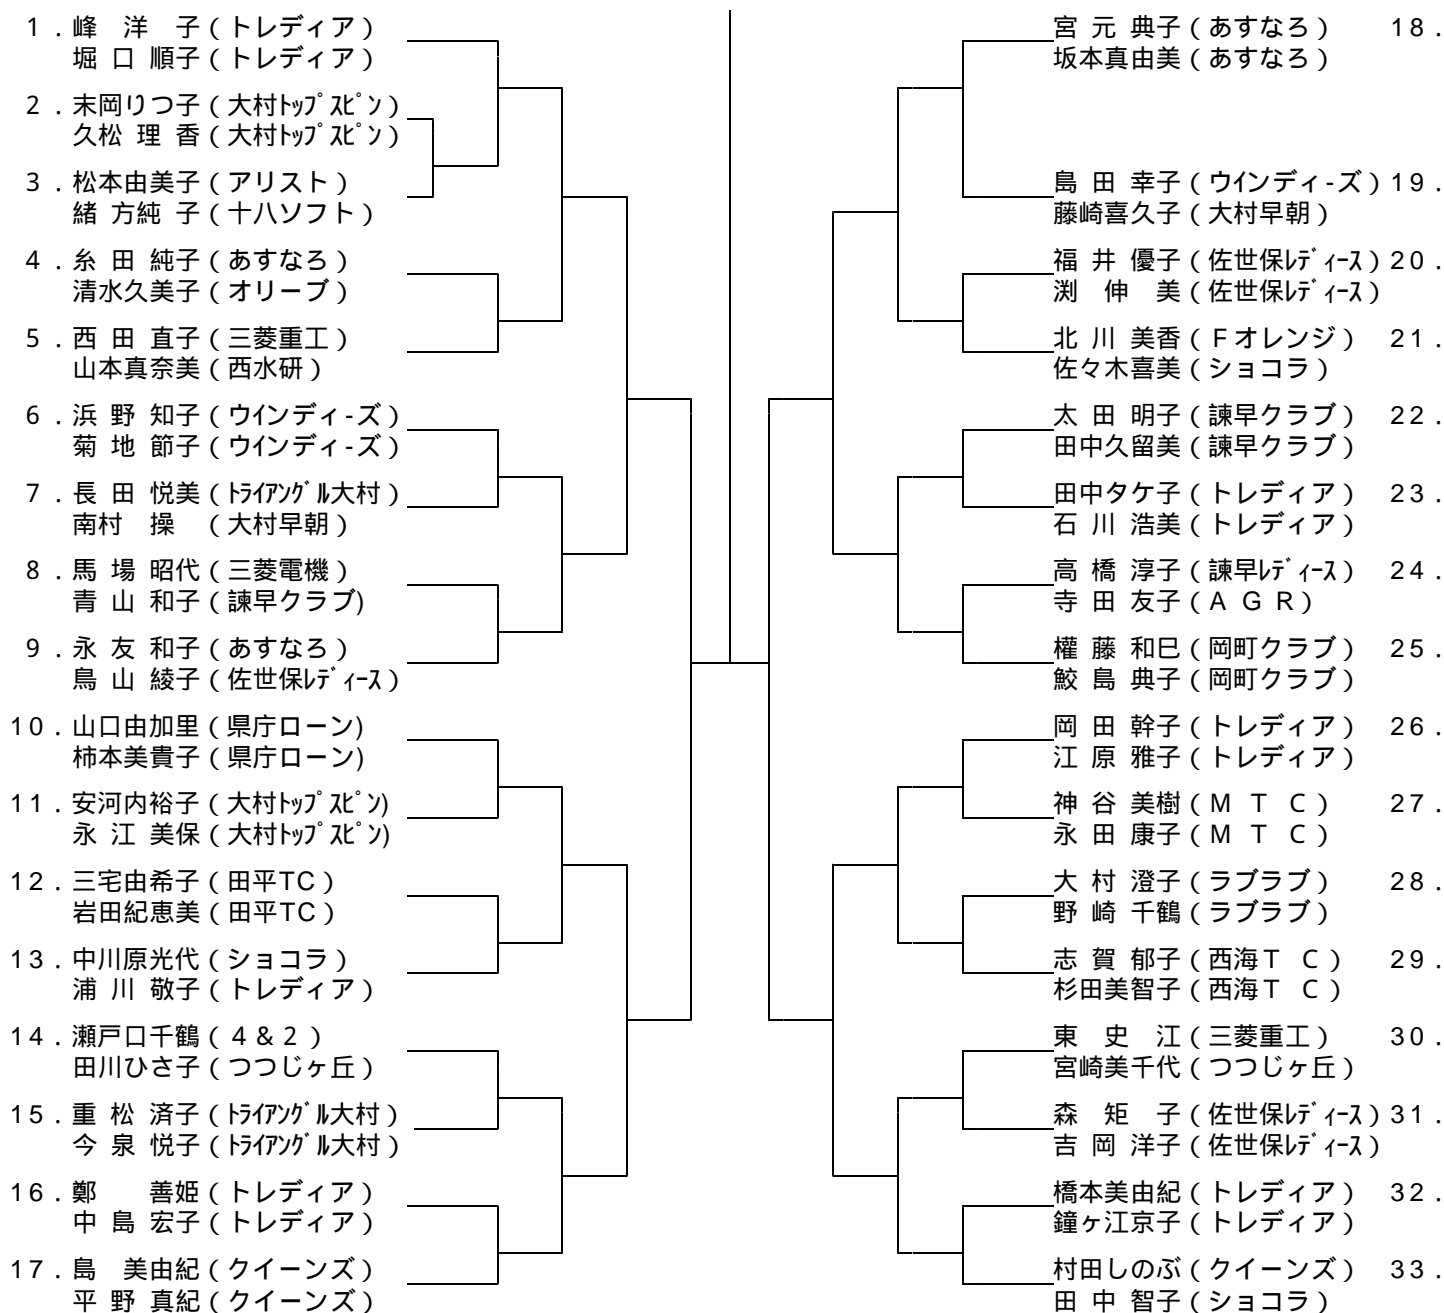 1．峰　洋　子（トレディア）
堀 口 順子（トレディア）
2．末岡りつ子（大村ﾄｯﾌﾟｽﾋﾟﾝ）
久松 理 香（大村ﾄｯﾌﾟｽﾋﾟﾝ）
3．松本由美子（アリスト）
緒 方純 子（十八ソフト）
4．糸 田 純子（あすなろ）
清水久美子（オリーブ）
5．西 田 直子（三菱重工）
山本真奈美（西水研）
6．浜 野 知子（ウインディ-ズ）
菊 地 節子（ウインディ-ズ）
7．長 田 悦美（ﾄﾗｲｱﾝｸﾞﾙ大村）
南村　操　（大村早朝）
8．馬 場 昭代（三菱電機）
青 山 和子（諫早クラブ)
9．永 友 和子（あすなろ）
鳥 山 綾子（佐世保ﾚﾃﾞｨｰｽ）
10．山口由加里（県庁ローン)
柿本美貴子（県庁ローン)
11．安河内裕子（大村ﾄｯﾌﾟｽﾋﾟﾝ)
永 江 美保（大村ﾄｯﾌﾟｽﾋﾟﾝ)
12．三宅由希子（田平TC）
岩田紀恵美（田平TC）
13．中川原光代（ショコラ）
浦 川 敬子（トレディア）
14．瀬戸口千鶴（４＆２）
田川ひさ子（つつじヶ丘）
15．重 松 済子（ﾄﾗｲｱﾝｸﾞﾙ大村）
今 泉 悦子（ﾄﾗｲｱﾝｸﾞﾙ大村）
16．鄭　　善姫（トレディア）
中 島 宏子（トレディア）
17．島　美由紀（クイーンズ）
平 野 真紀（クイーンズ）
宮 元 典子（あすなろ）　18．
坂本真由美（あすなろ）
島 田 幸子（ウインディ-ズ）19．
藤崎喜久子（大村早朝）
福 井 優子（佐世保ﾚﾃﾞｨｰｽ）20．
渕　伸　美（佐世保ﾚﾃﾞｨｰｽ）
北 川 美香（Ｆオレンジ）　21．
佐々木喜美（ショコラ）
太 田 明子（諫早クラブ）　22．
田中久留美（諫早クラブ）
田中タケ子（トレディア）　23．
石 川 浩美（トレディア）
高 橋 淳子（諫早ﾚﾃﾞｨｰｽ）　24．
寺 田 友子（Ａ Ｇ Ｒ）
權 藤 和巳（岡町クラブ）　25．
鮫 島 典子（岡町クラブ）
岡 田 幹子（トレディア）　26．
江 原 雅子（トレディア）
神 谷 美樹（Ｍ Ｔ Ｃ）　27．
永 田 康子（Ｍ Ｔ Ｃ）
大 村 澄子（ラブラブ）　28．
野 崎 千鶴（ラブラブ）
志 賀 郁子（西海Ｔ Ｃ）　29．
杉田美智子（西海Ｔ Ｃ）
東　史　江（三菱重工）　30．
宮崎美千代（つつじヶ丘）
森　矩　子（佐世保ﾚﾃﾞｨｰｽ）31．
吉 岡 洋子（佐世保ﾚﾃﾞｨｰｽ）
橋本美由紀（トレディア）　32．
鐘ヶ江京子（トレディア）
村田しのぶ（クイーンズ）　33．
田 中 智子（ショコラ）